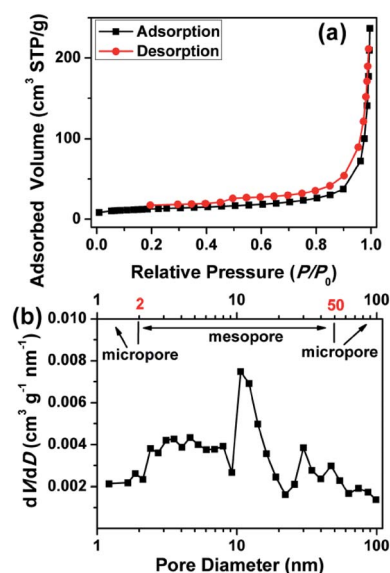 (a)
Adsorption
Desorption
Adsorbed Volume (cm³ STP/g)
200
100
0
0.0 0.2 0.4 0.6 0.8 1.0
Relative Pressure (P/P₀)
(b)
1 2 10 50 100
micropore mesopore micropore
dV/dD (cm³ g⁻¹ nm⁻¹)
0.010
0.008
0.006
0.004
0.002
1 10 100
Pore Diameter (nm)